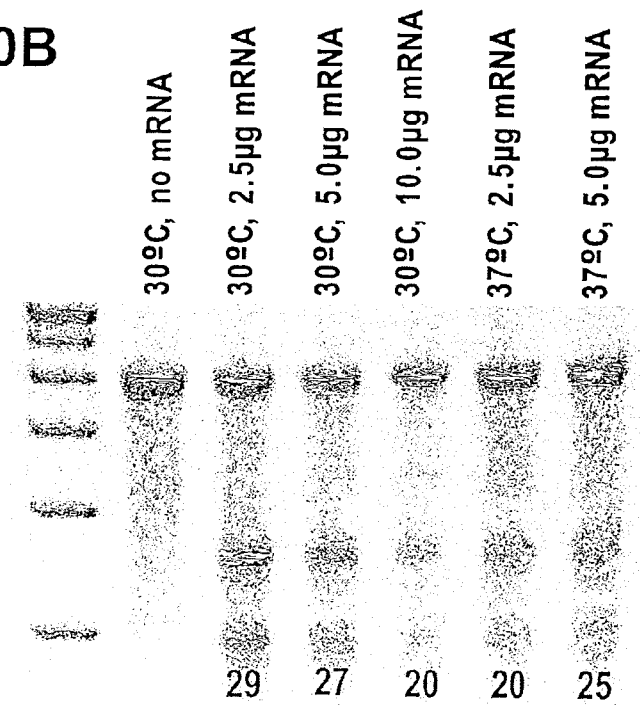 0B
30ºC, no mRNA
30ºC, 2.5µg mRNA
30ºC, 5.0µg mRNA
30ºC, 10.0µg mRNA
37ºC, 2.5µg mRNA
37ºC, 5.0µg mRNA
29 27 20 20 25